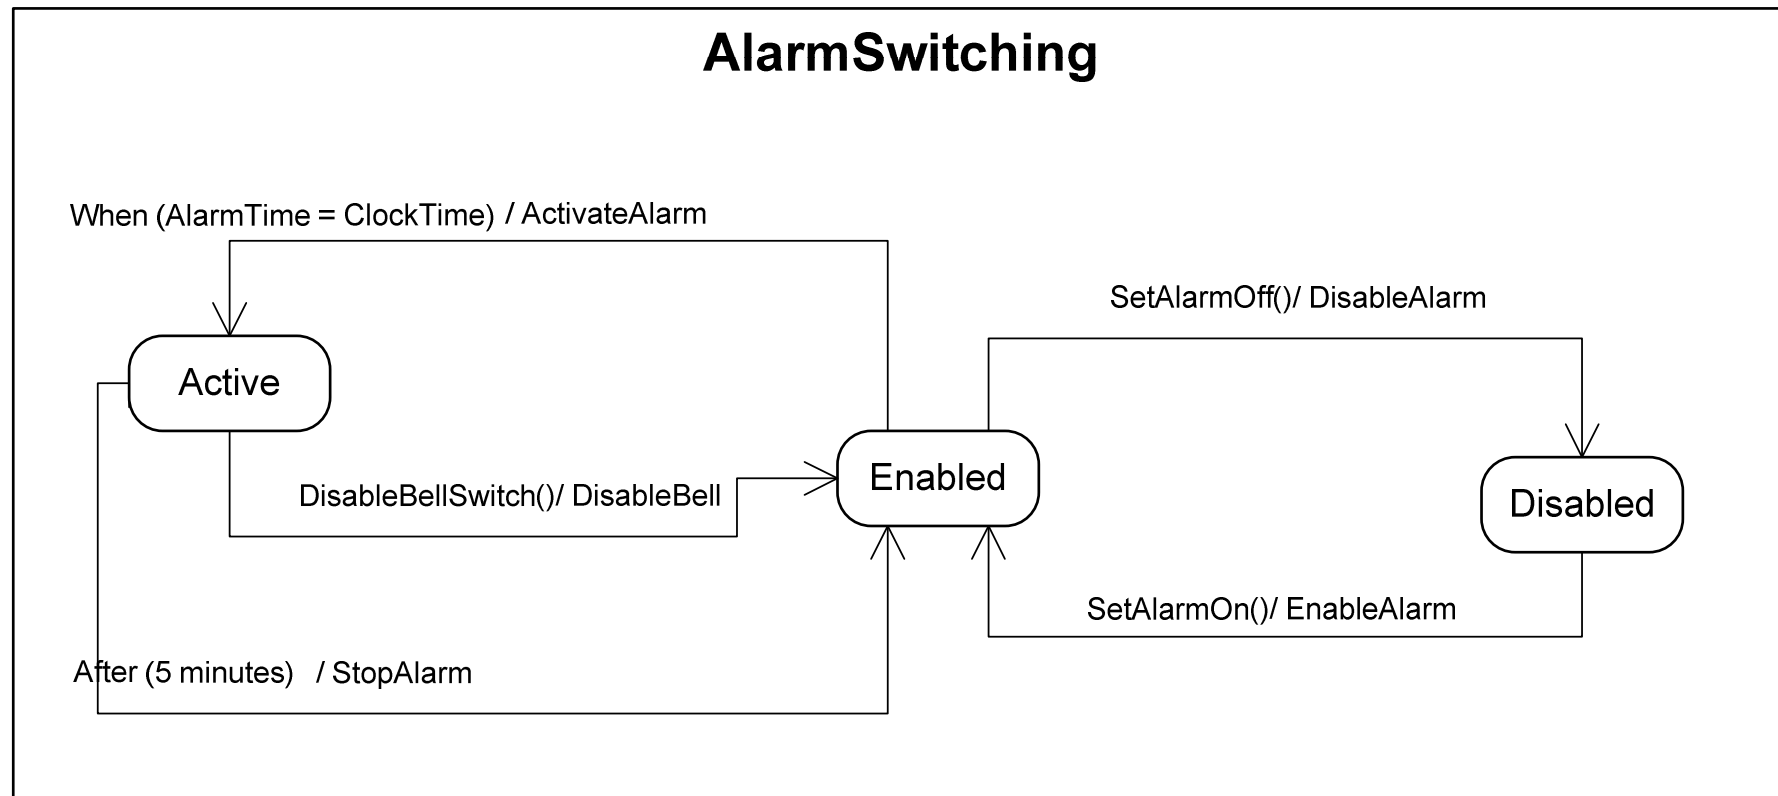 AlarmSwitching
When (AlarmTime = ClockTime) / ActivateAlarm
SetAlarmOff()/ DisableAlarm
Active
Enabled
DisableBellSwitch()/ DisableBell
Disabled
SetAlarmOn()/ EnableAlarm
After (5 minutes) / StopAlarm